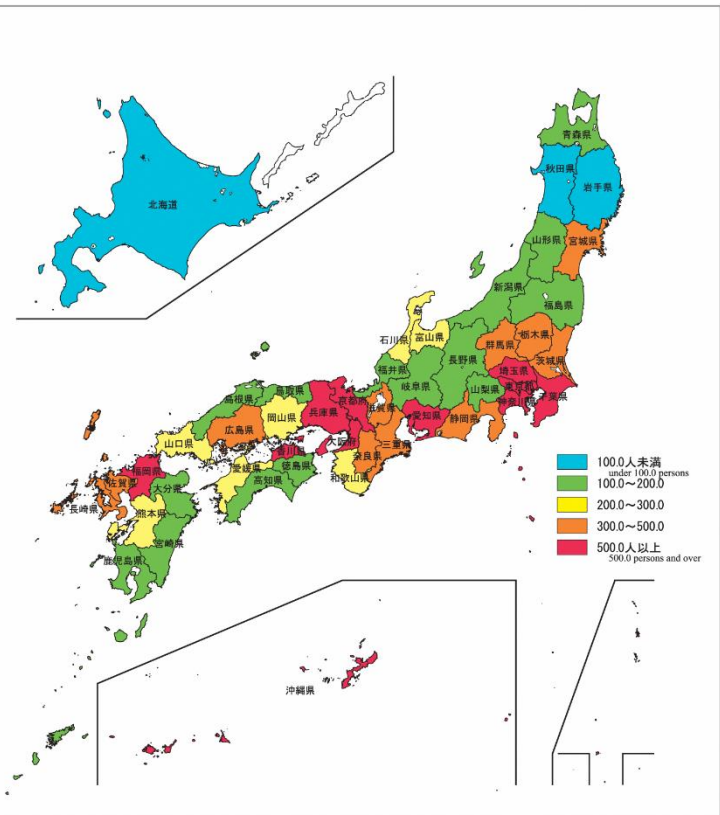 青森県
秋田県
岩手県
北海道
山形県
宮城県
新潟県
福島県
石川県
富山県
栃木県
群馬県
茨城県
福井県
長野県
埼玉県
岐阜県
山梨県
東京都
千葉県
神奈川県
鳥取県
島根県
岡山県
兵庫県
京都府
滋賀県
愛知県
静岡県
広島県
山口県
大阪府
三重県
香川県
奈良県
福岡県
愛媛県
徳島県
和歌山県
高知県
佐賀県
大分県
長崎県
熊本県
宮崎県
鹿児島県
100.0人未満
under 100.0 persons
100.0～200.0
200.0～300.0
300.0～500.0
500.0人以上
500.0 persons and over
沖縄県